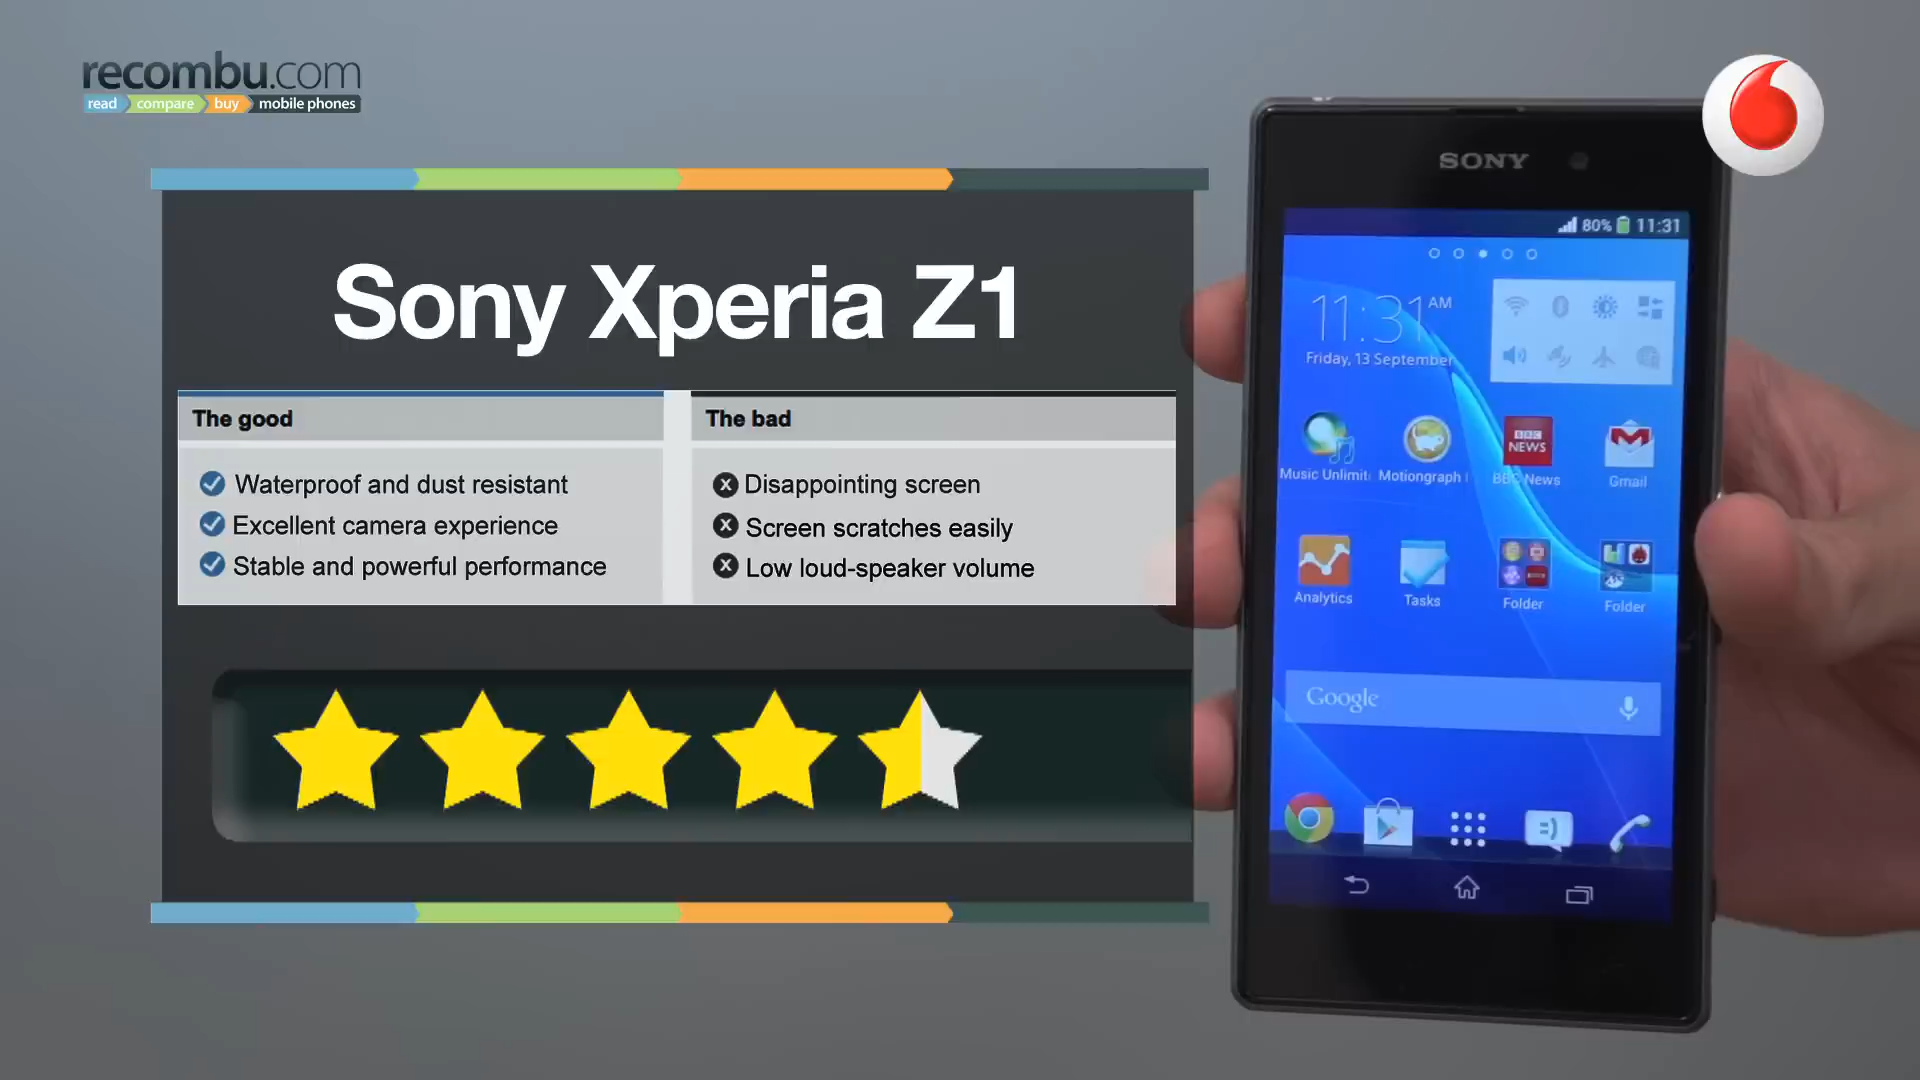 recombu.com
read compare buy mobile phones
Sony Xperia Z1
The good
Waterproof and dust resistant
Excellent camera experience
Stable and powerful performance
The bad
Disappointing screen
Screen scratches easily
Low loud-speaker volume
SONY
80% 11:31
11:31 AM
Friday, 13 September
Music Unlimit
Motiongraph
BBC NEWS
BBC News
Gmail
Analytics
Tasks
Folder
Folder
Google